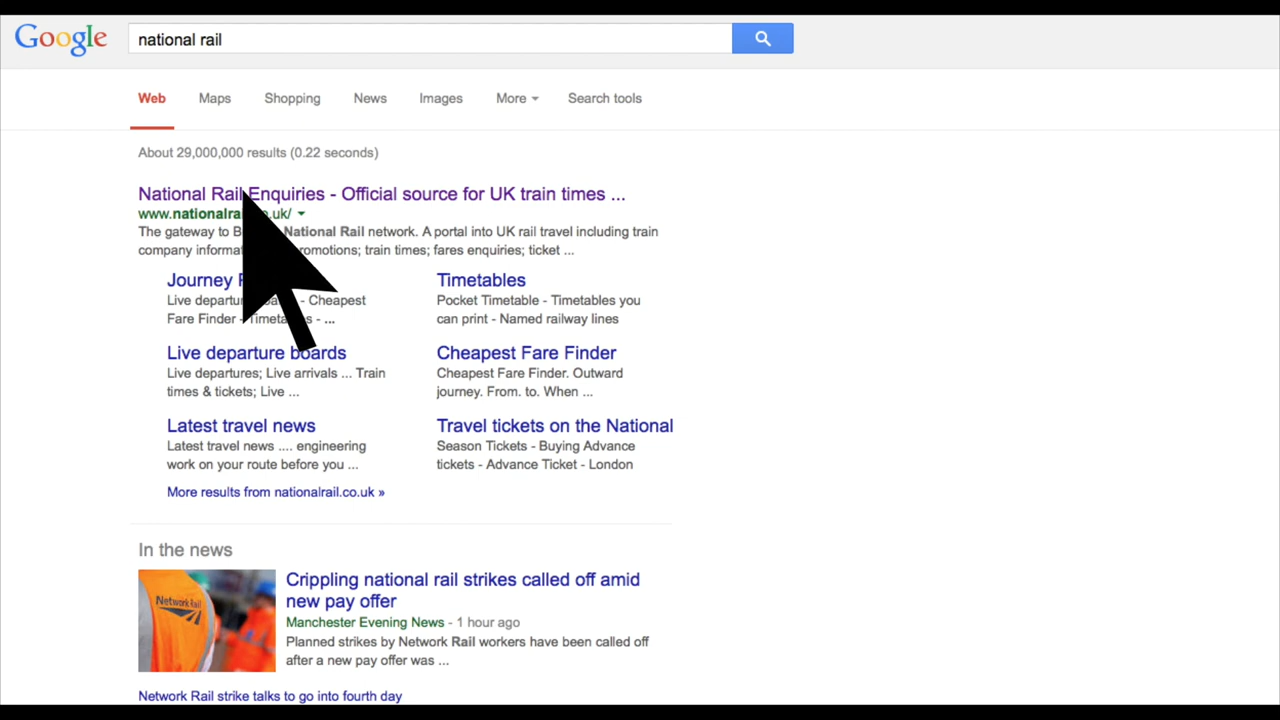 Google
national rail
Web Maps Shopping News Images More Search tools
About 29,000,000 results (0.22 seconds)
National Rail Enquiries - Official source for UK train times ...
www.nationalrai .co.uk/
The gateway to B National Rail network. A portal into UK rail travel including train
company informat promotions; train times; fares enquiries; ticket ...
Journey
Live departur - Cheapest
Fare Finder - Timeta s - ...
Timetables
Pocket Timetable - Timetables you
can print - Named railway lines
Live departure boards
Live departures; Live arrivals ... Train
times & tickets; Live ...
Cheapest Fare Finder
Cheapest Fare Finder. Outward
journey. From. to. When ...
Latest travel news
Latest travel news .... engineering
work on your route before you ...
Travel tickets on the National
Season Tickets - Buying Advance
tickets - Advance Ticket - London
More results from nationalrail.co.uk »
In the news
NetworkRail
Crippling national rail strikes called off amid
new pay offer
Manchester Evening News - 1 hour ago
Planned strikes by Network Rail workers have been called off
after a new pay offer was ...
Network Rail strike talks to go into fourth day